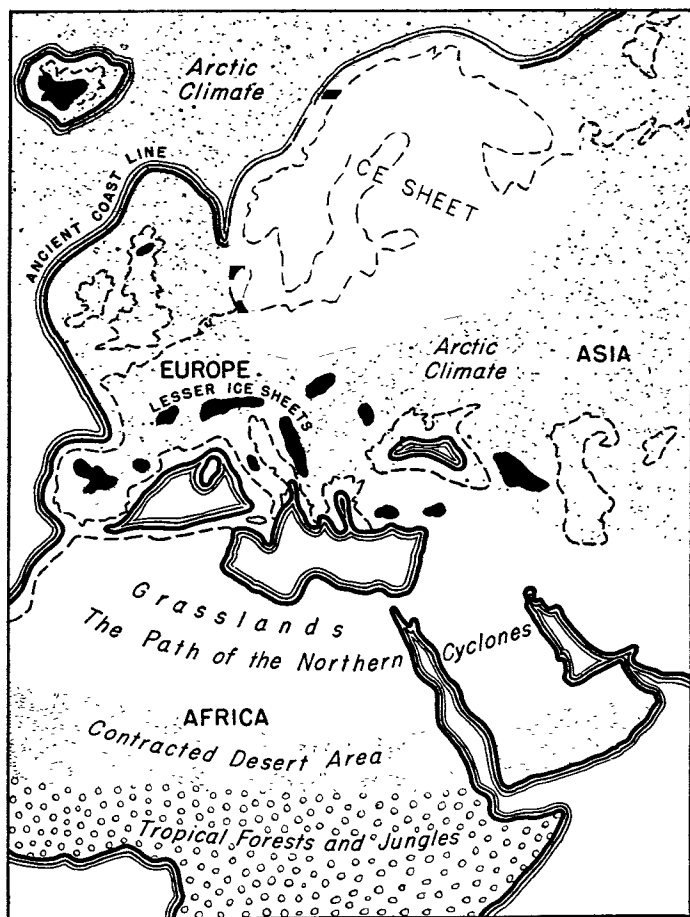 Arctic
Climate
ANCIENT COAST LINE
ICE SHEET
EUROPE
LESSER ICE SHEETS
Arctic
Climate
ASIA
Grasslands
The Path of the Northern Cyclones
AFRICA
Contracted Desert Area
Tropical Forests and Jungles